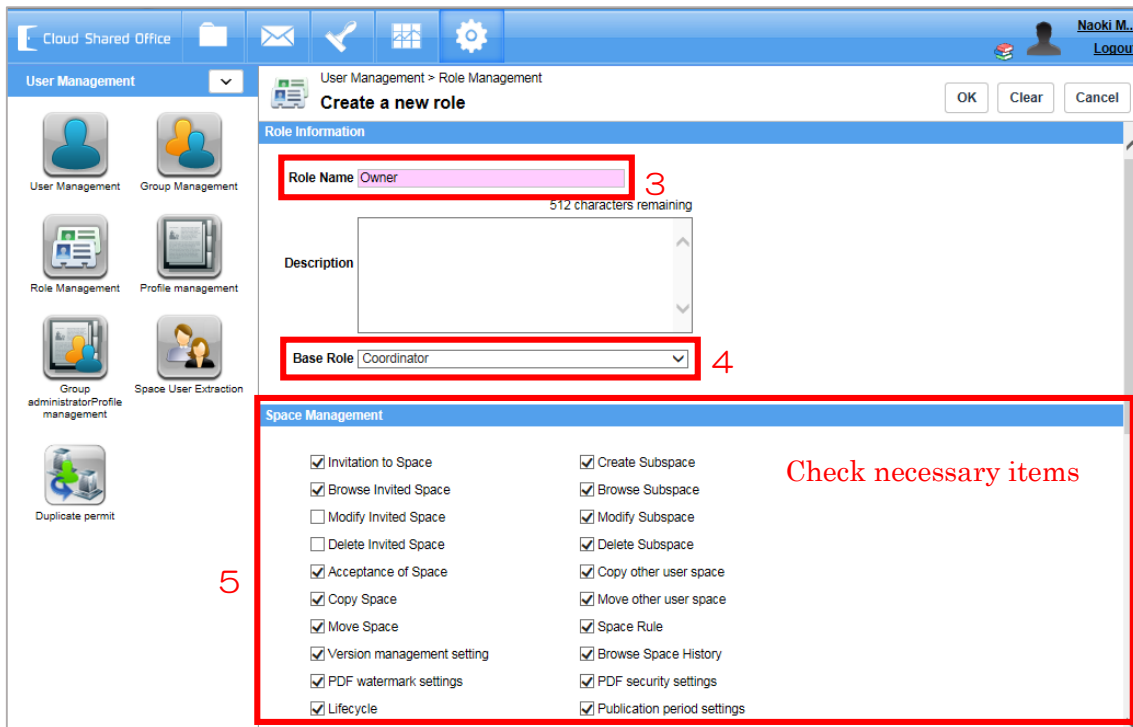 Cloud Shared Office
Naoki M...
Logout
User Management
User Management
Group Management
Role Management
Profile management
Group
administratorProfile
management
Space User Extraction
Duplicate permit
User Management > Role Management
Create a new role
OK
Clear
Cancel
Role Information
Role Name Owner
3
512 characters remaining
Description
Base Role Coordinator
4
Space Management
Check necessary items
5
Invitation to Space
Create Subspace
Browse Invited Space
Browse Subspace
Modify Invited Space
Modify Subspace
Delete Invited Space
Delete Subspace
Acceptance of Space
Copy other user space
Copy Space
Move other user space
Move Space
Space Rule
Version management setting
Browse Space History
PDF watermark settings
PDF security settings
Lifecycle
Publication period settings